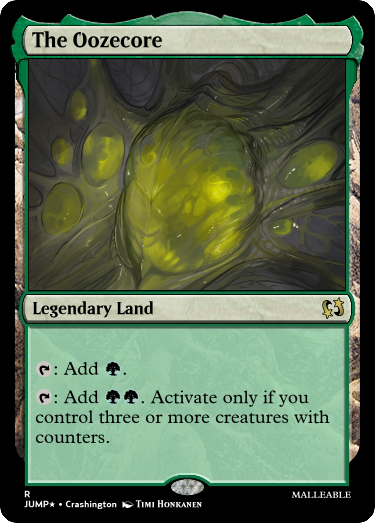 The Oozecore
Legendary Land
: Add .
: Add . Activate only if you
control three or more creatures with
counters.
R
JUMP★ • Crashington Timi Honkanen
MALLEABLE